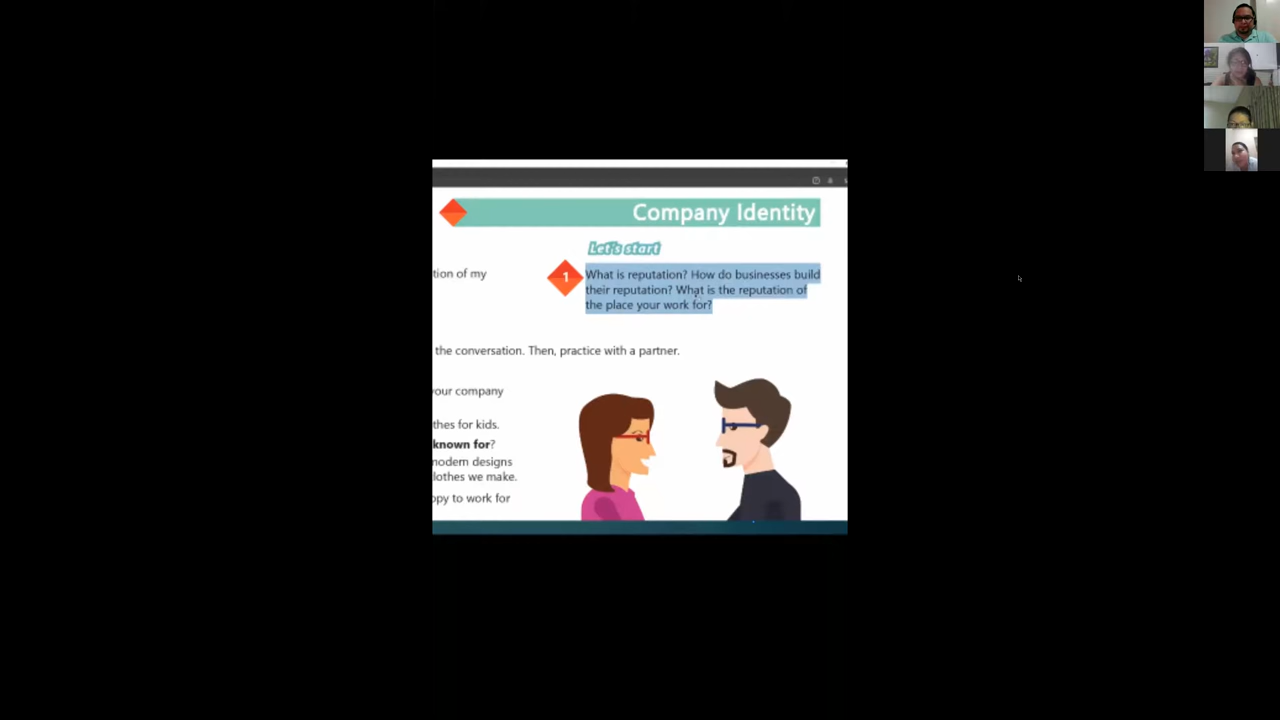 Company Identity
Let's start
1
What is reputation? How do businesses build
their reputation? What is the reputation of
the place your work for?
tion of my
the conversation. Then, practice with a partner.
your company
thes for kids.
known for?
modern designs
lothes we make.
ppy to work for